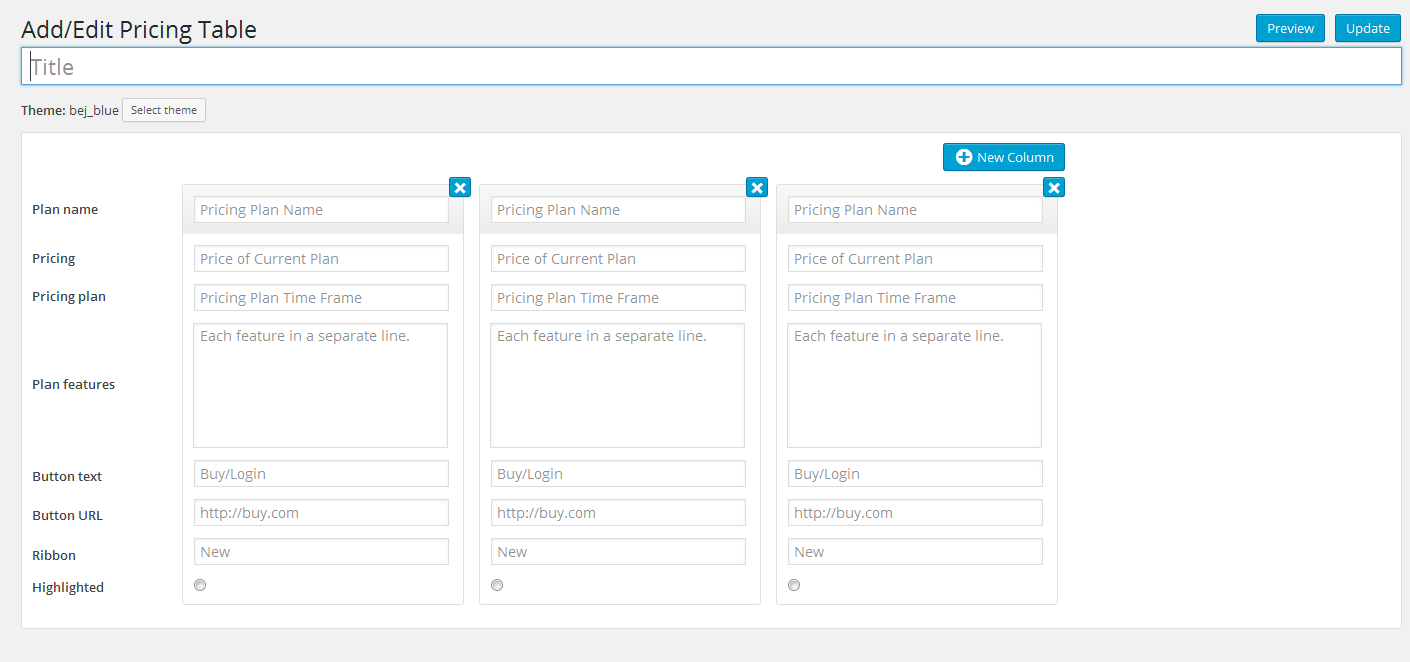 Add/Edit Pricing Table
Preview
Update
Title
Theme: bej_blue Select theme
New Column
Plan name Pricing Plan Name Pricing Plan Name Pricing Plan Name
Pricing Price of Current Plan Price of Current Plan Price of Current Plan
Pricing plan Pricing Plan Time Frame Pricing Plan Time Frame Pricing Plan Time Frame
Each feature in a separate line. Each feature in a separate line. Each feature in a separate line.
Plan features
Button text Buy/Login Buy/Login Buy/Login
Button URL http://buy.com http://buy.com http://buy.com
Ribbon New New New
Highlighted